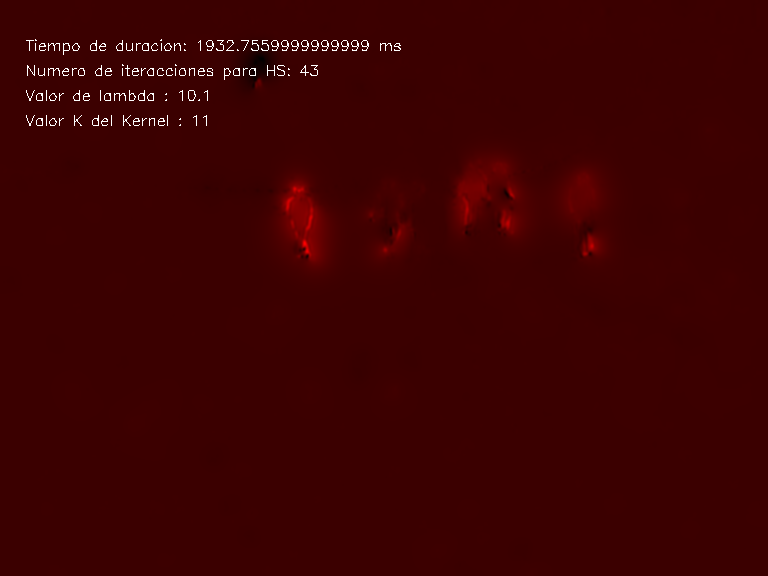 Tiempo de duracion: 1932.7559999999999 ms
Numero de iteracciones para HS: 43
Valor de lambda : 10.1
Valor K del Kernel : 11